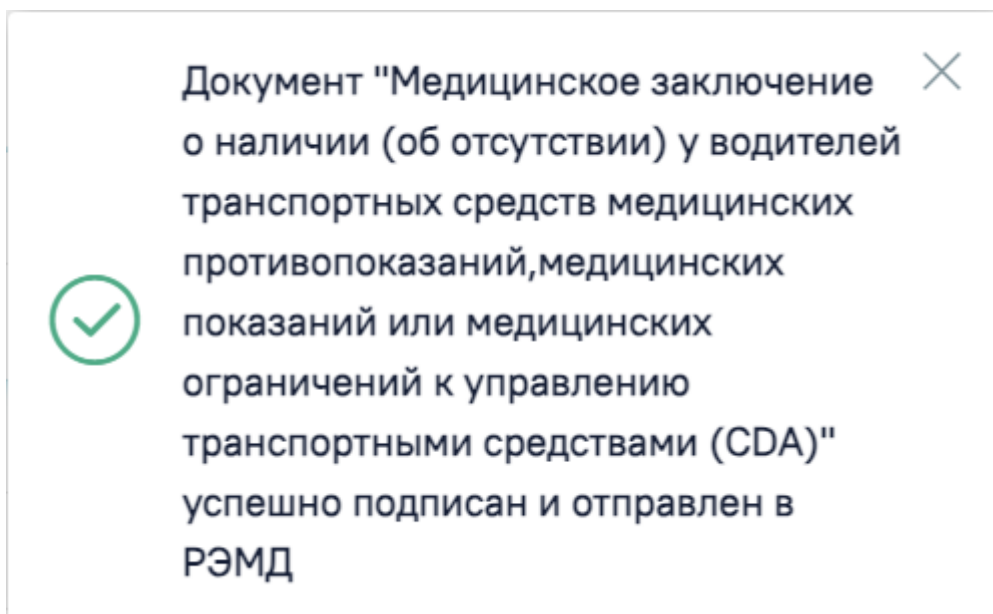 Документ "Медицинское заключение
о наличии (об отсутствии) у водителей
транспортных средств медицинских
противопоказаний,медицинских
показаний или медицинских
ограничений к управлению
транспортными средствами (CDA)"
успешно подписан и отправлен в
РЭМД